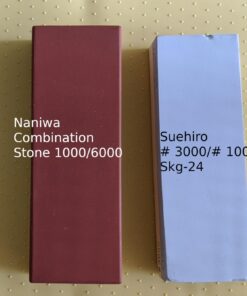 Naniwa
Combination
Stone 1000/6000
Suehiro
# 3000/# 100
Skg-24